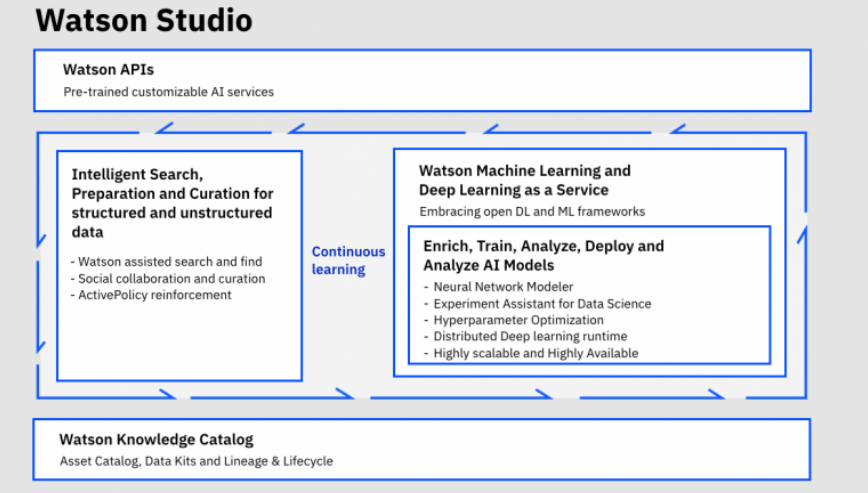 Watson Studio
Watson APIs
Pre-trained customizable AI services
Intelligent Search,
Preparation and Curation for
structured and unstructured
data
- Watson assisted search and find
- Social collaboration and curation
- ActivePolicy reinforcement
Continuous
learning
Watson Machine Learning and
Deep Learning as a Service
Embracing open DL and ML frameworks
Enrich, Train, Analyze, Deploy and
Analyze AI Models
- Neural Network Modeler
- Experiment Assistant for Data Science
- Hyperparameter Optimization
- Distributed Deep learning runtime
- Highly scalable and Highly Available
Watson Knowledge Catalog
Asset Catalog, Data Kits and Lineage & Lifecycle